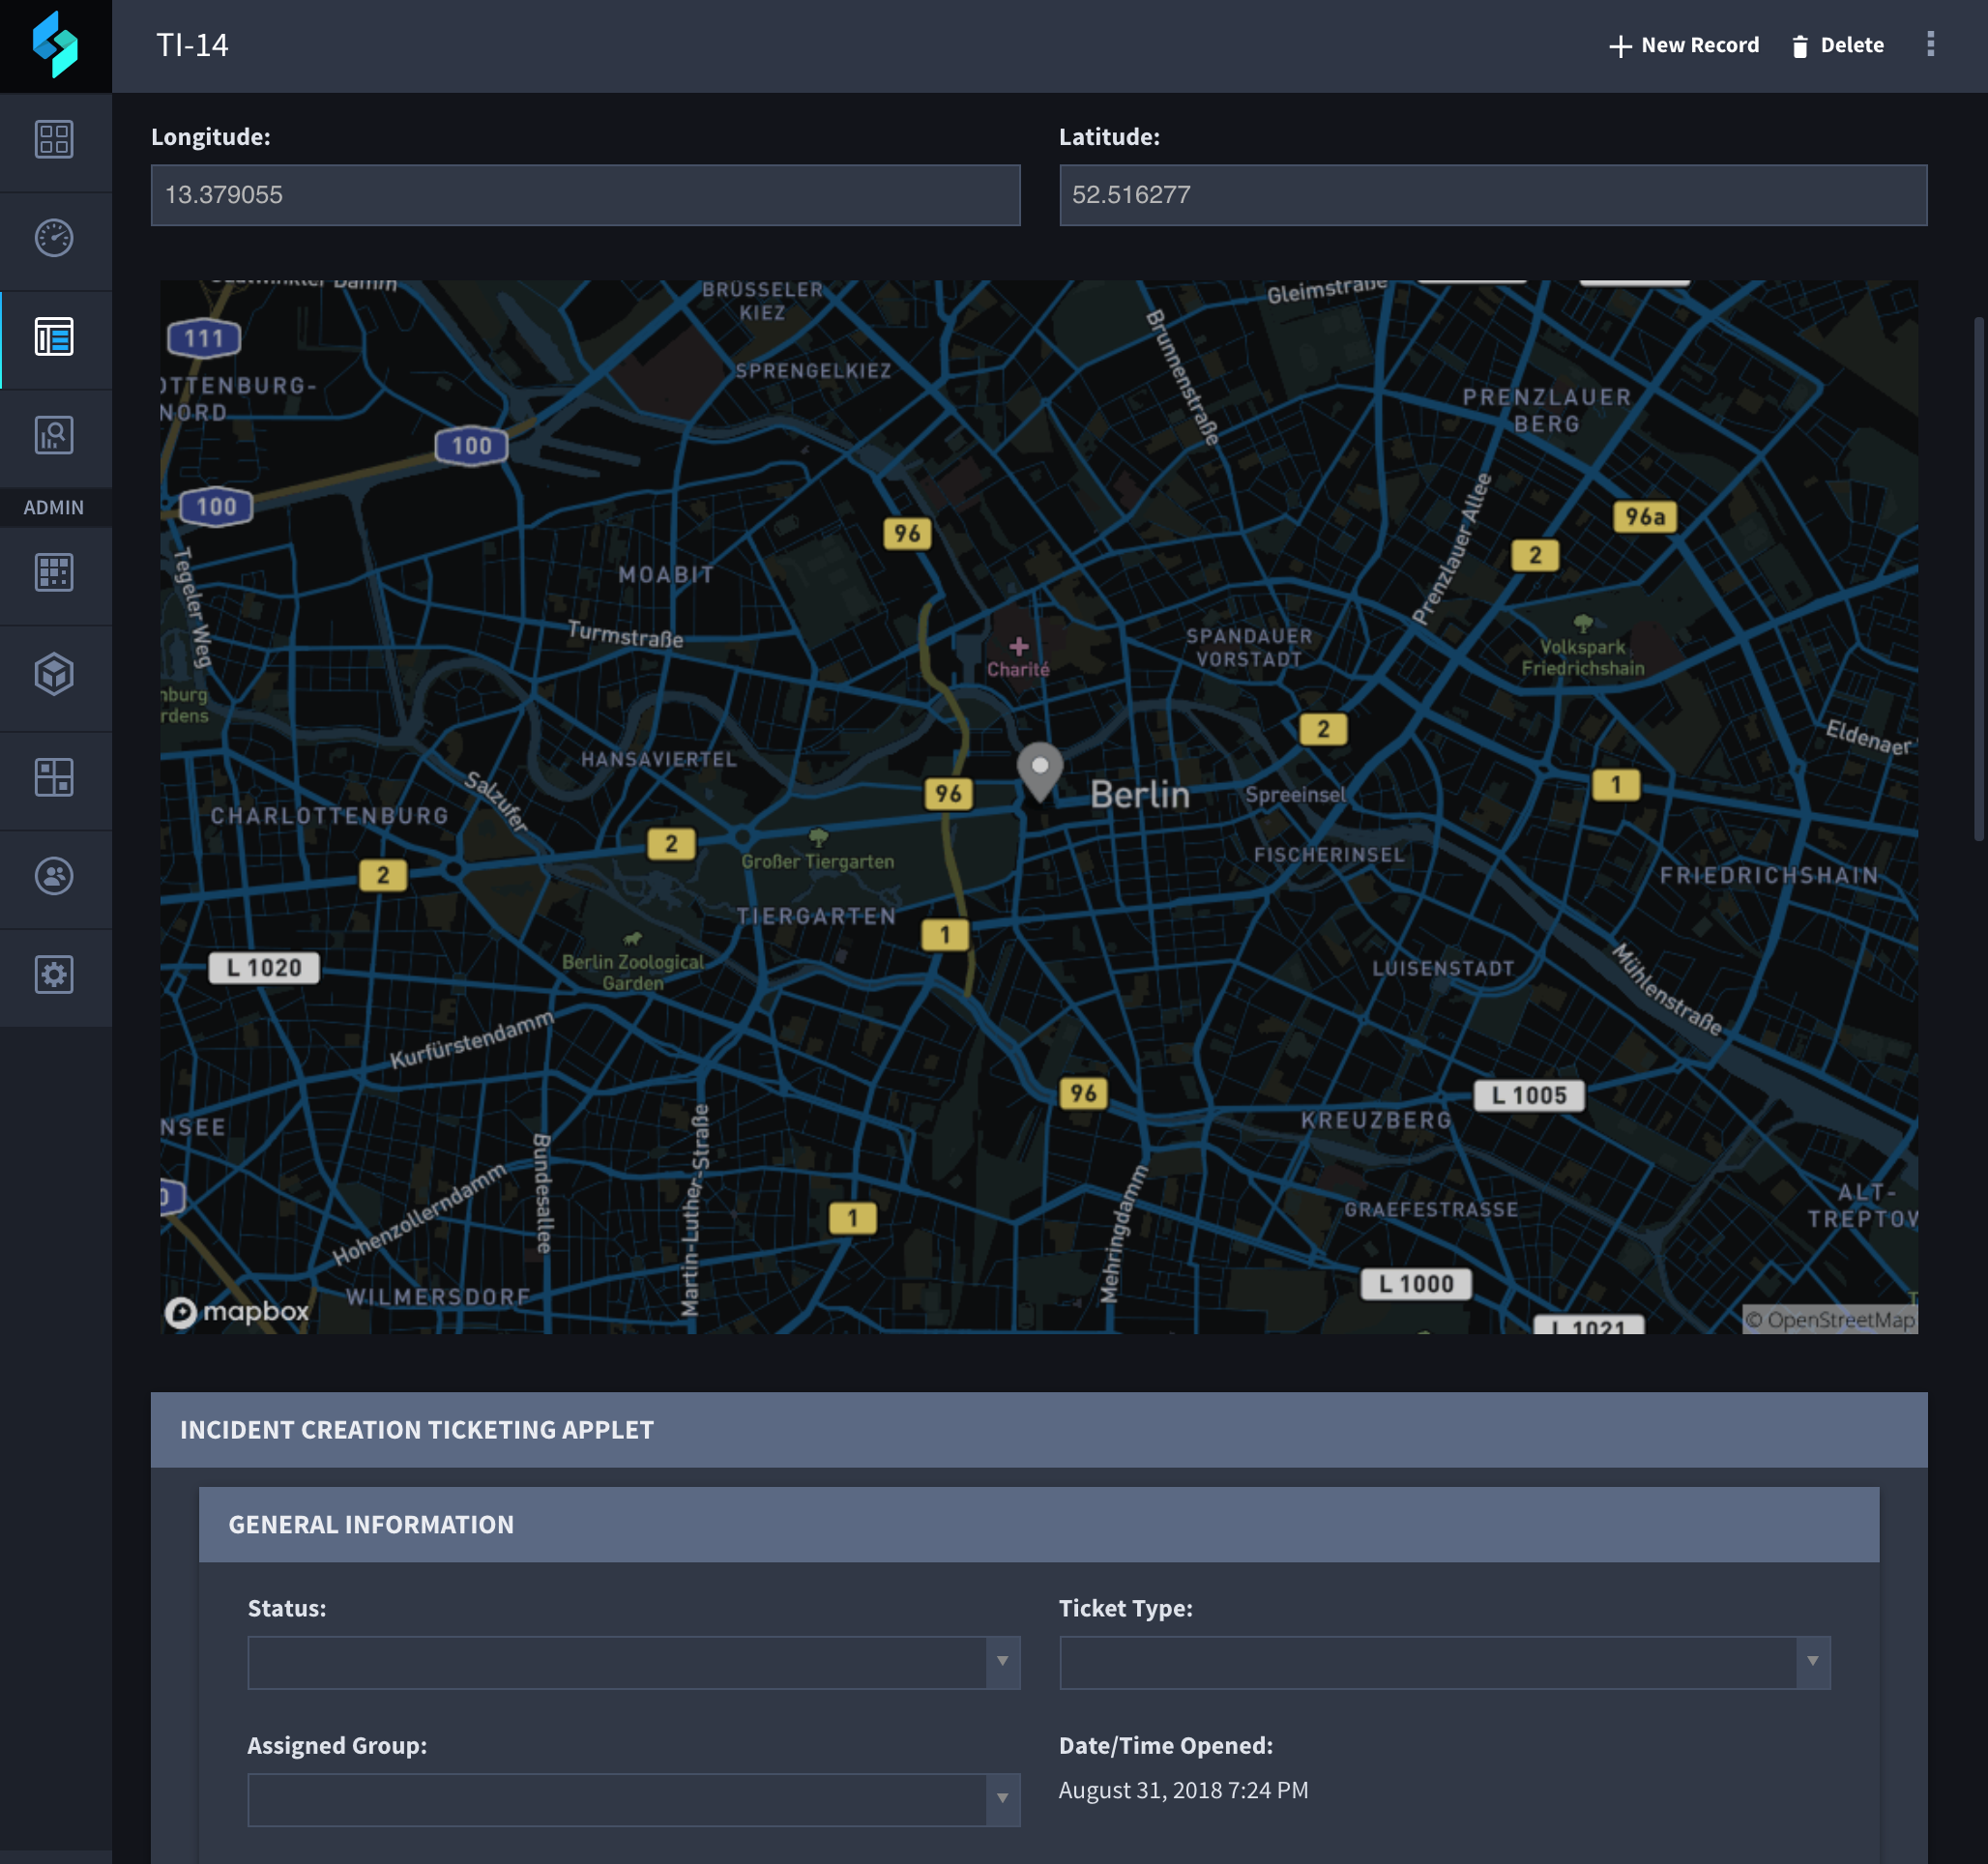 TI-14
New Record
Delete
Longitude:
Latitude:
13.379055
52.516277
BRÜSSELER
KIEZ
Gleimstraße
111
SPRENGELKIEZ
Brunnenstraße
OTTENBURG-
NORD
PRENZLAUER
BERG
100
100
ADMIN
96
Prenzlauer Allee
96a
2
Tegeler Weg
MOABIT
Turmstraße
Charité
SPANDAUER
VORSTADT
Volkspark
Friedrichshain
nburg
rdens
2
Eldenaer
HANSAVIERTEL
Salzufer
96
Berlin
Spreeinsel
1
CHARLOTTENBURG
2
Großer Tiergarten
FISCHERINSEL
2
FRIEDRICHSHAIN
TIERGARTEN
1
L 1020
Berlin Zoological
Garden
LUISENSTADT
Mühlenstraße
Kurfürstendamm
96
L 1005
NSEE
KREUZBERG
Bundesallee
Martin-Luther-Straße
Mehringdamm
Hohenzollerndamm
1
GRAEFESTRASSE
ALT-
TREPTOW
WILMERSDORF
L 1000
L 1021
mapbox
© OpenStreetMap
INCIDENT CREATION TICKETING APPLET
GENERAL INFORMATION
Status:
Ticket Type:
Assigned Group:
Date/Time Opened:
August 31, 2018 7:24 PM